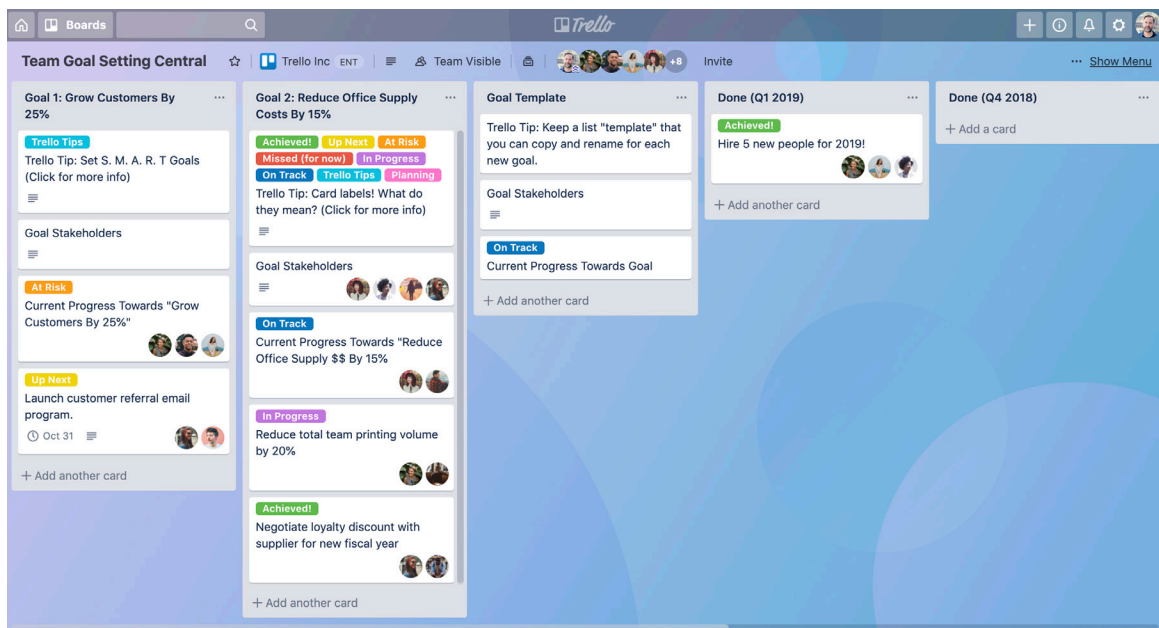 Boards
Trello
Team Goal Setting Central
Trello Inc ENT
Team Visible
+8
Invite
... Show Menu
Goal 1: Grow Customers By
25%
Trello Tips
Trello Tip: Set S. M. A. R. T Goals
(Click for more info)
Goal Stakeholders
At Risk
Current Progress Towards "Grow
Customers By 25%"
Up Next
Launch customer referral email
program.
Oct 31
+ Add another card
Goal 2: Reduce Office Supply
Costs By 15%
Achieved! Up Next At Risk
Missed (for now) In Progress
On Track Trello Tips Planning
Trello Tip: Card labels! What do
they mean? (Click for more info)
Goal Stakeholders
On Track
Current Progress Towards "Reduce
Office Supply $$ By 15%
In Progress
Reduce total team printing volume
by 20%
Achieved!
Negotiate loyalty discount with
supplier for new fiscal year
+ Add another card
Goal Template
Trello Tip: Keep a list "template" that
you can copy and rename for each
new goal.
Goal Stakeholders
On Track
Current Progress Towards Goal
+ Add another card
Done (Q1 2019)
Achieved!
Hire 5 new people for 2019!
+ Add another card
Done (Q4 2018)
+ Add a card